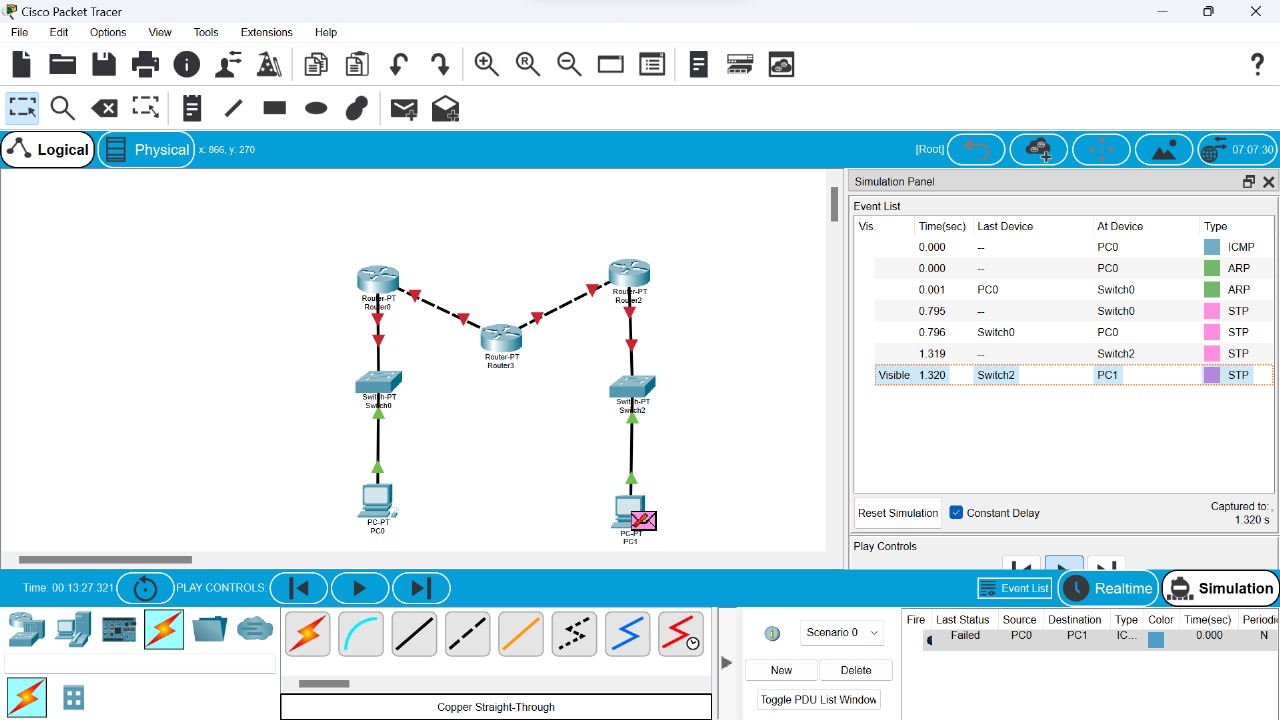 Cisco Packet Tracer
File Edit Options View Tools Extensions Help
Logical Physical x: 866, y: 270 [Root] 07:07:30
Simulation Panel
Event List
Vis. Time(sec) Last Device At Device Type
0.000 -- PC0 ICMP
0.000 -- PC0 ARP
0.001 PC0 Switch0 ARP
0.795 -- Switch0 STP
0.796 Switch0 PC0 STP
1.319 -- Switch2 STP
Visible 1.320 Switch2 PC1 STP
Router-PT
Router0
Router-PT
Router2
Router-PT
Router3
Switch-PT
Switch0
Switch-PT
Switch2
PC-PT
PC0
PC-PT
PC1
Reset Simulation Constant Delay Captured to:
1.320 s
Play Controls
Time: 00:13:27.321 PLAY CONTROLS: Event List Realtime Simulation
Scenario 0
New Delete
Toggle PDU List Window
Fire Last Status Source Destination Type Color Time(sec) Periodi
Failed PC0 PC1 IC... 0.000 N
Copper Straight-Through